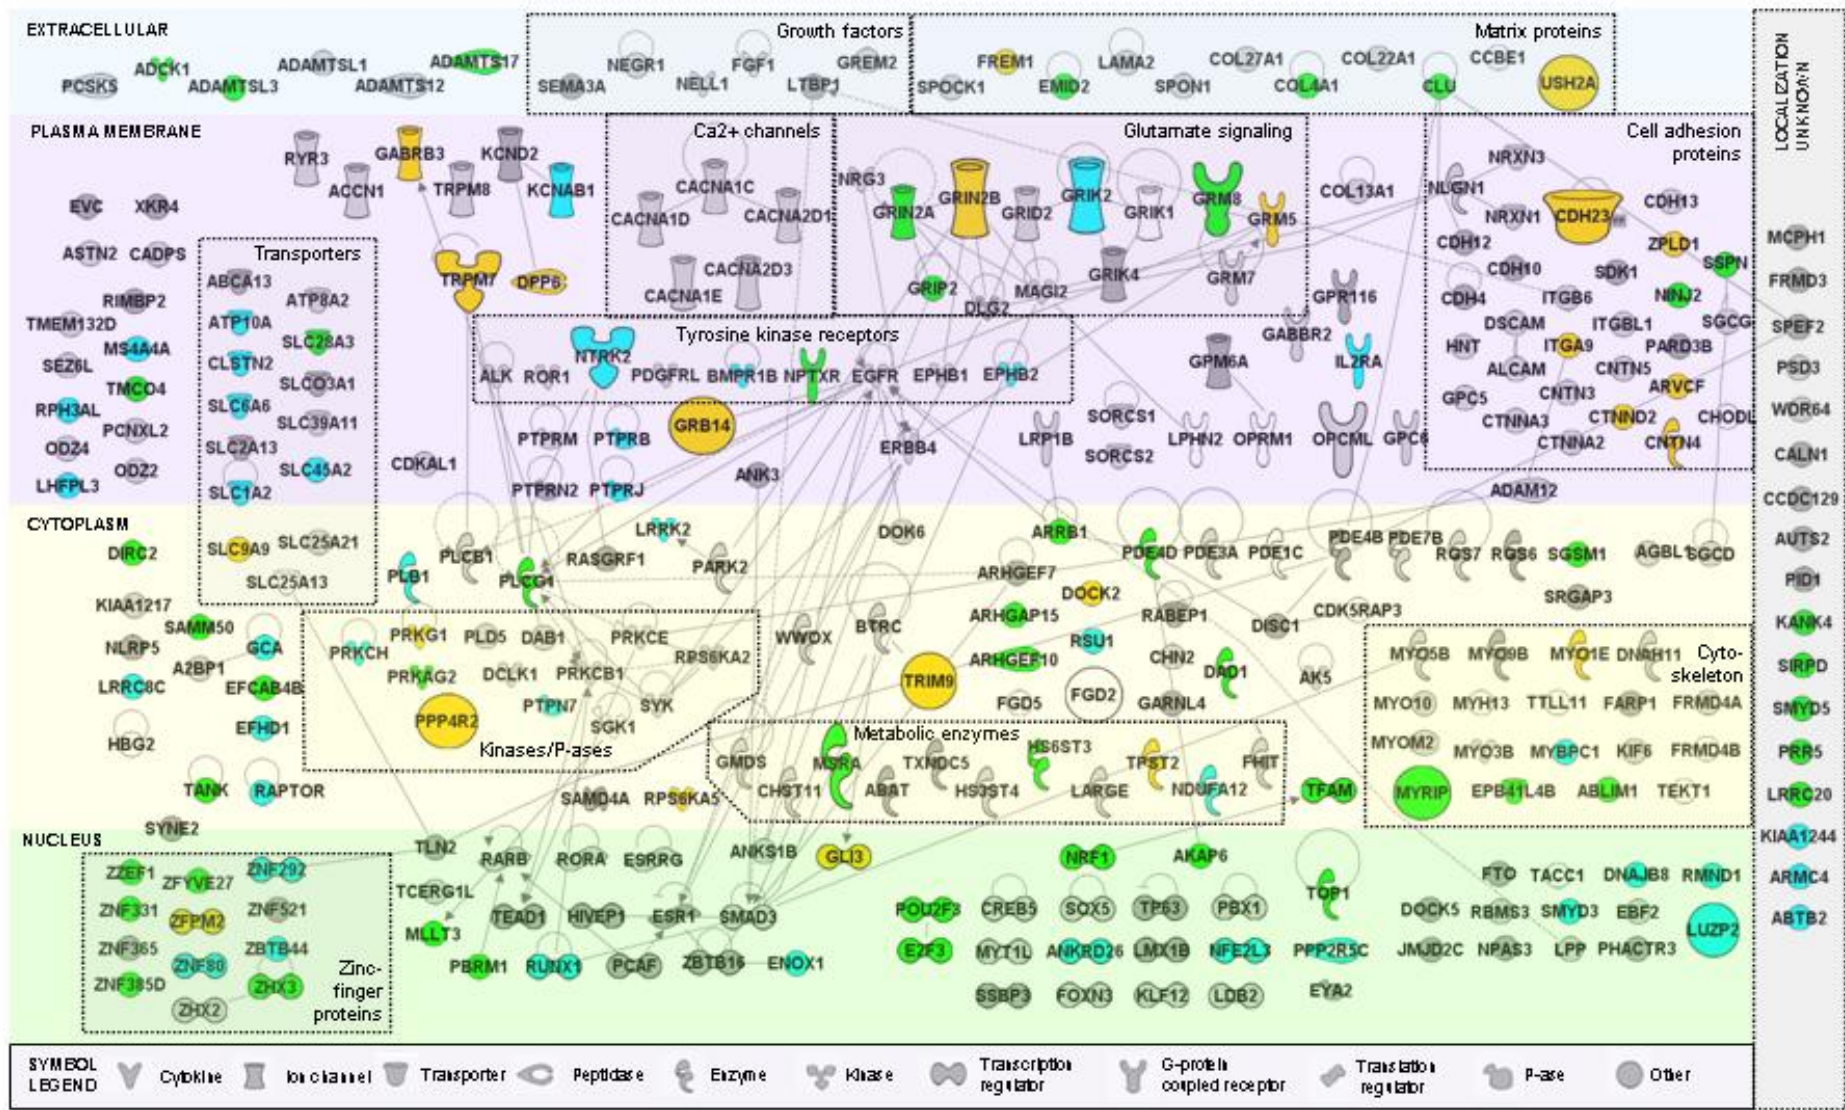 EXTRACELLULAR
Growth factors
Matrix proteins
PCSK5
ADCK1
ADAMTSL3
ADAMTSL1
ADAMTS12
ADAMTS17
SEMA3A
NEGR1
NELL1
FGF1
LTBP1
GREM2
SPOCK1
FREM1
EMID2
LAMA2
SPON1
COL27A1
COL4A1
COL22A1
CLU
CCBE1
USH2A
LOCALIZATION
UNKNOWN
PLASMA MEMBRANE
Ca2+ channels
Glutamate signaling
Cell adhesion
proteins
RYR3
GABRB3
ACCN1
TRPM8
KCND2
KCNAB1
CACNA1D
CACNA1C
CACNA2D1
CACNA1E
CACNA2D3
NRG3
GRIN2A
GRIN2B
GRID2
GRIK2
GRIK1
GRM8
GRM5
GRIP2
DLG2
MAGI2
GRIK4
GRM7
COL13A1
NLGN1
NRXN3
NRXN1
CDH23
CDH13
CDH12
ZPLD1
SSPN
CDH10
SDK1
CDH4
ITGB6
NINJ2
DSCAM
ITGBL1
SGCG
HNT
ITGA9
PARD3B
ALCAM
CNTN5
GPC5
CNTN3
ARVCF
CTNNA3
CTNND2
CHODL
CTNNA2
CNTN4
EVC
XKR4
ASTN2
CADPS
RIMBP2
TMEM132D
MS4A4A
SEZ6L
TMCO4
RPH3AL
PCNXL2
ODZ4
ODZ2
LHFPL3
Transporters
ABCA13
ATP8A2
ATP10A
SLC28A3
CLSTN2
SLCO3A1
SLC6A6
SLC39A11
SLC2A13
SLC45A2
SLC1A2
SLC9A9
SLC25A21
SLC25A13
TRPM7
DPP6
Tyrosine kinase receptors
ALK
ROR1
NTRK2
PDGFRL
BMPR1B
NPTXR
EGFR
EPHB1
EPHB2
GPR116
GABBR2
GPM6A
IL2RA
GRB14
PTPRM
PTPRB
CDKAL1
PTPRN2
PTPRJ
ANK3
ERBB4
LRP1B
SORCS1
SORCS2
LPHN2
OPRM1
OPCML
GPC6
ADAM12
MCPH1
FRMD3
SPEF2
PSD3
WDR64
CALN1
CCDC129
AUTS2
PID1
KANK4
SIRPD
SMYD5
PRR5
LRRC20
KIAA1244
ARMC4
ABTB2
CYTOPLASM
DIRC2
KIAA1217
SAMM50
NLRP5
GCA
A2BP1
LRRC8C
EFCAB4B
EFHD1
HBG2
TANK
RAPTOR
SYNE2
PLB1
PLCB1
PLCG1
RASGRF1
LRRK2
PARK2
DOK6
ARRB1
ARHGEF7
DOCK2
ARHGAP15
RSU1
ARHGEF10
FGD5
FGD2
PDE4D
PDE3A
PDE1C
PDE4B
PDE7B
RGS7
RGS6
SGSM1
AGBL1
SGCD
SRGAP3
RABEP1
DISC1
CDK5RAP3
CHN2
DAO1
GARNL4
AK5
WWOX
BTRC
TRIM9
PRKCH
PRKG1
PLD5
DAB1
PRKCE
RPS6KA2
PRKAG2
DCLK1
PRKCB1
PTPN7
SGK1
SYK
PPP4R2
Kinases/P-ases
Metabolic enzymes
GMDS
CHST11
MSRA
ABAT
TXNDC5
HS3ST4
HS6ST3
LARGE
TPST2
NDUFA12
FHIT
SAMD4A
RPS6KA5
TFAM
Cyto-
skeleton
MYO5B
MYO9B
MYO1E
DNAH11
MYO10
MYH13
TTLL11
FARP1
FRMD4A
MYOM2
MYO3B
MYBPC1
KIF6
FRMD4B
MYRIP
EPB41L4B
ABLIM1
TEKT1
NUCLEUS
ZZEF1
ZFYVE27
ZNF292
ZNF331
ZFPM2
ZNF521
ZNF365
ZNF80
ZBTB44
ZNF385D
ZHX2
ZHX3
Zinc-
finger
proteins
TLN2
TCERG1L
MLLT3
PBRM1
RARB
RORA
ESRRG
ANKS1B
GLI3
TEAD1
HIVEP1
ESR1
SMAD3
RUNX1
PCAF
ZBTB16
ENOX1
NRF1
AKAP6
TOP1
POU2F3
CREB5
SOX5
TP63
PBX1
E2F3
MYT1L
ANKRD26
LMX1B
NFE2L3
PPP2R5C
SSBP3
FOXN3
KLF12
LDB2
EYA2
FTO
TACC1
DNAJB8
RMND1
DOCK5
RBMS3
SMYD3
EBF2
LUZP2
JMJD2C
NPAS3
LPP
PHACTR3
SYMBOL
LEGEND
Cytokine
Ion channel
Transporter
Peptidase
Enzyme
Kinase
Transcription
regulator
G-protein
coupled receptor
Translation
regulator
P-ase
Other